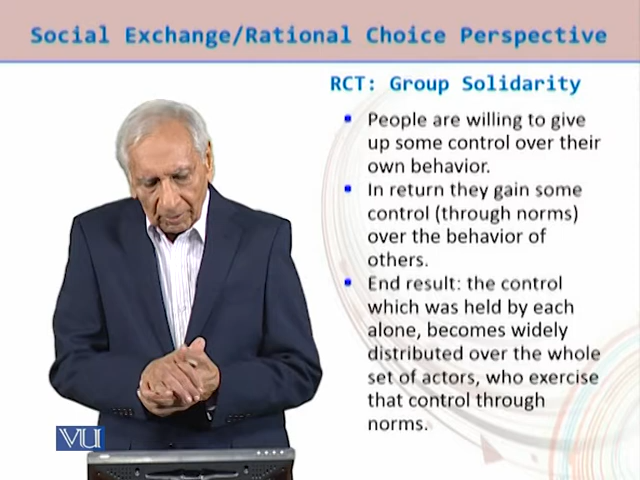 Social Exchange/Rational Choice Perspective
RCT: Group Solidarity
People are willing to give
up some control over their
own behavior.
In return they gain some
control (through norms)
over the behavior of
others.
End result: the control
which was held by each
alone, becomes widely
distributed over the whole
set of actors, who exercise
that control through
norms.
VU